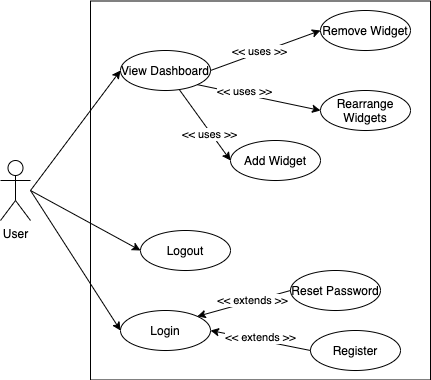 Remove Widget
<< uses >>
View Dashboard
<< uses >>
Rearrange
Widgets
<< uses >>
Add Widget
User
Logout
Reset Password
<< extends >>
Login
<< extends >>
Register